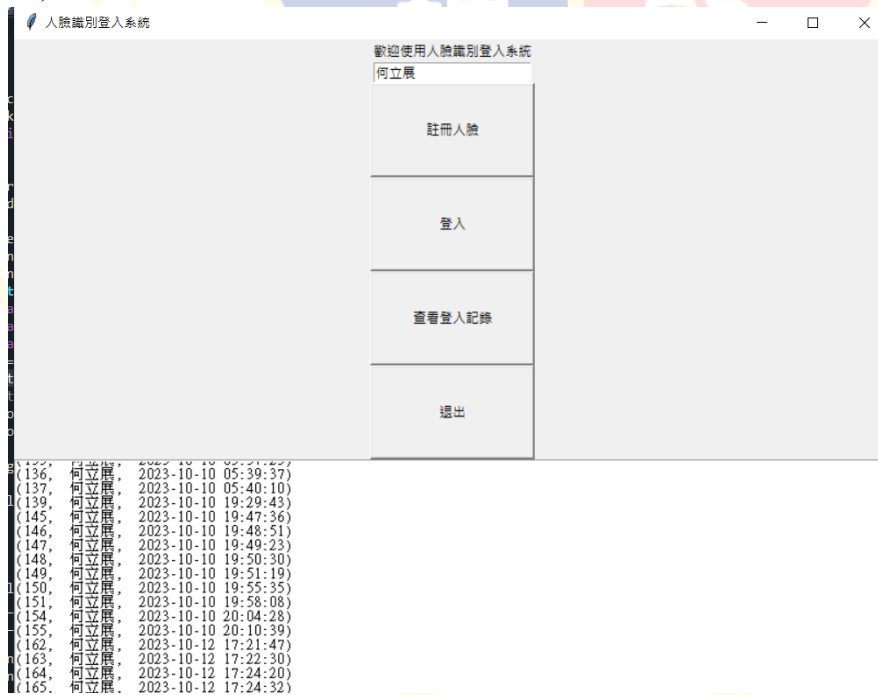 人臉識別登入系統
歡迎使用人臉識別登入系統
何立展
註冊人臉
登入
查看登入記錄
退出
(136, 何立展, 2023-10-10 05:39:37)
(137, 何立展, 2023-10-10 05:40:10)
(139, 何立展, 2023-10-10 19:29:43)
(145, 何立展, 2023-10-10 19:47:36)
(146, 何立展, 2023-10-10 19:48:51)
(147, 何立展, 2023-10-10 19:49:23)
(148, 何立展, 2023-10-10 19:50:30)
(149, 何立展, 2023-10-10 19:51:19)
(150, 何立展, 2023-10-10 19:55:35)
(151, 何立展, 2023-10-10 19:58:08)
(154, 何立展, 2023-10-10 20:04:28)
(155, 何立展, 2023-10-10 20:10:39)
(162, 何立展, 2023-10-12 17:21:47)
(163, 何立展, 2023-10-12 17:22:30)
(164, 何立展, 2023-10-12 17:24:20)
(165, 何立展, 2023-10-12 17:24:32)